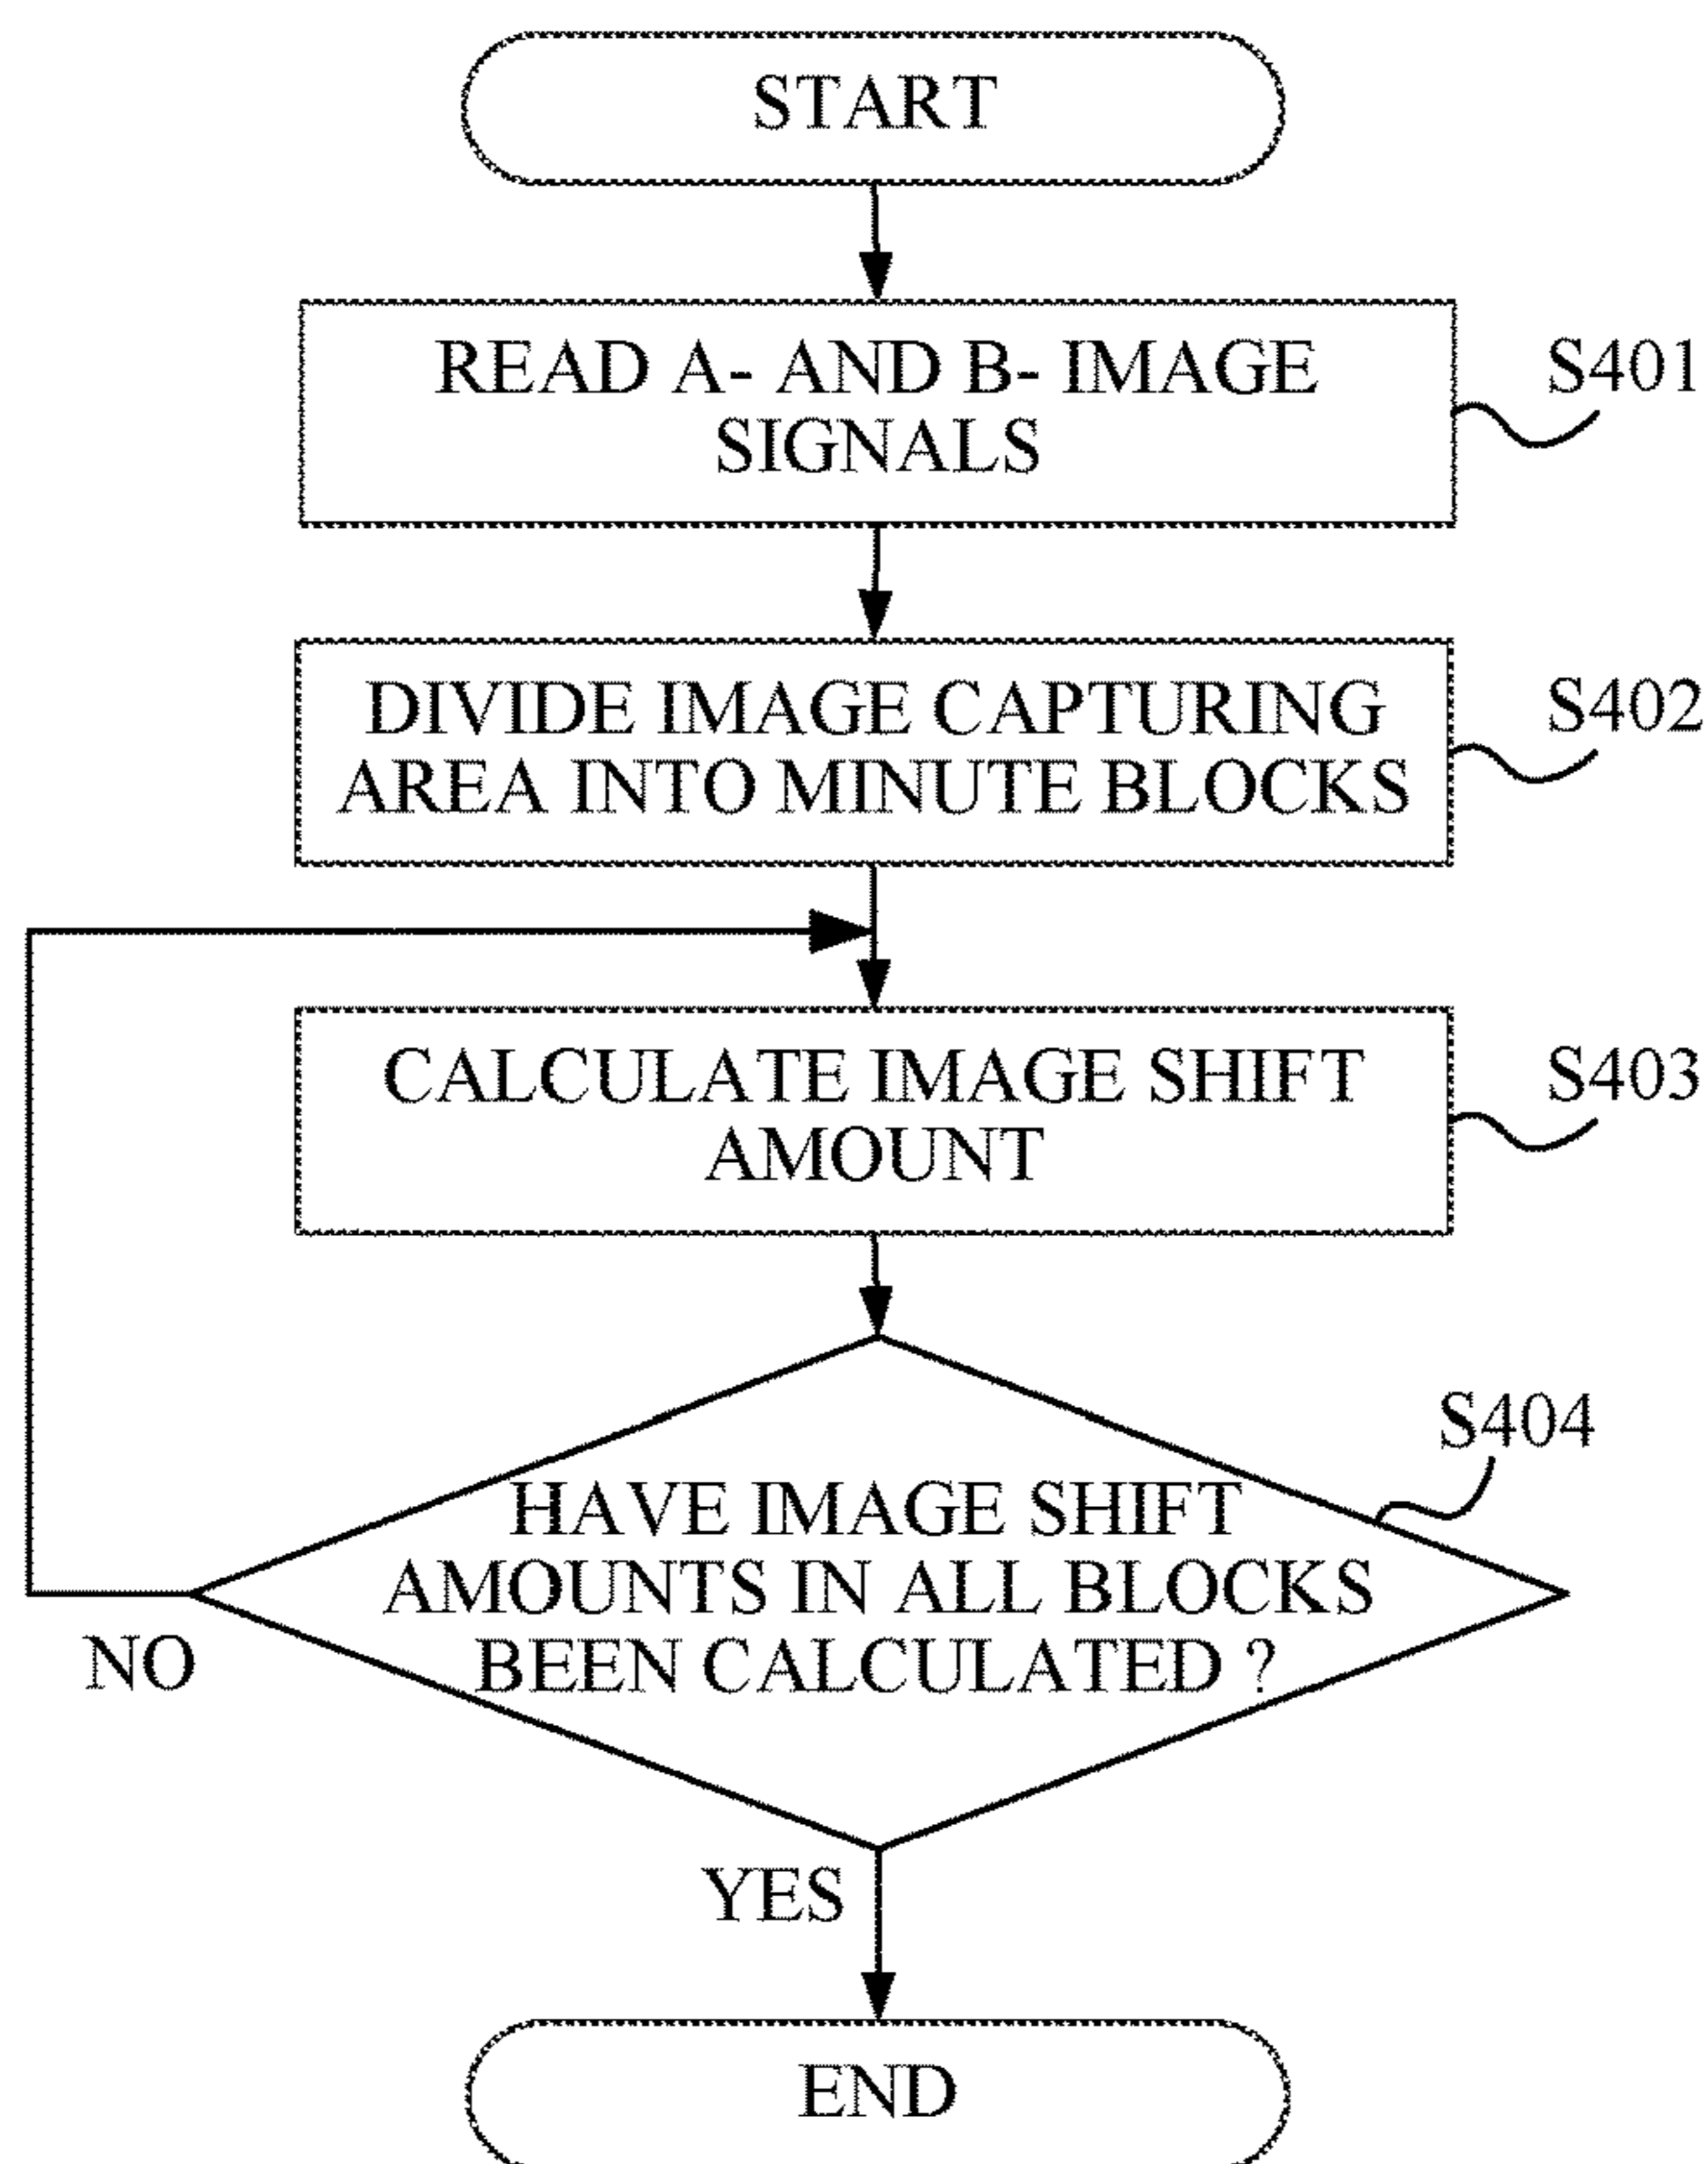 START
READ A- AND B- IMAGE
SIGNALS
S401
DIVIDE IMAGE CAPTURING
AREA INTO MINUTE BLOCKS
S402
CALCULATE IMAGE SHIFT
AMOUNT
S403
S404
HAVE IMAGE SHIFT
AMOUNTS IN ALL BLOCKS
BEEN CALCULATED ?
NO
YES
END